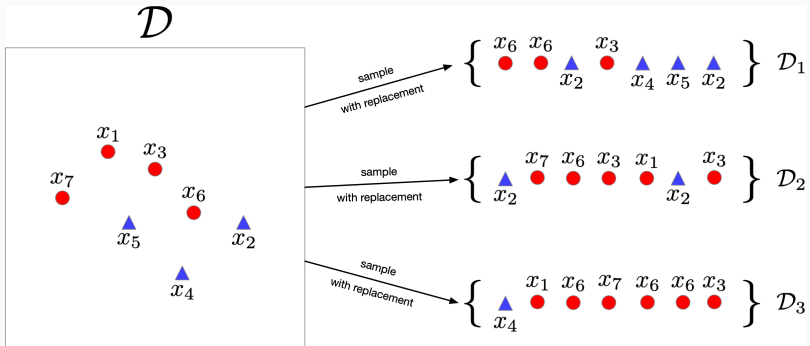 𝒟
x₁
x₃
x₇
x₆
x₅
x₂
x₄
sample
with replacement
{ x₆ x₆ x₂ x₃ x₄ x₅ x₂ } 𝒟₁
sample
with replacement
{ x₂ x₇ x₆ x₃ x₁ x₂ x₃ } 𝒟₂
sample
with replacement
{ x₄ x₁ x₆ x₇ x₆ x₆ x₃ } 𝒟₃